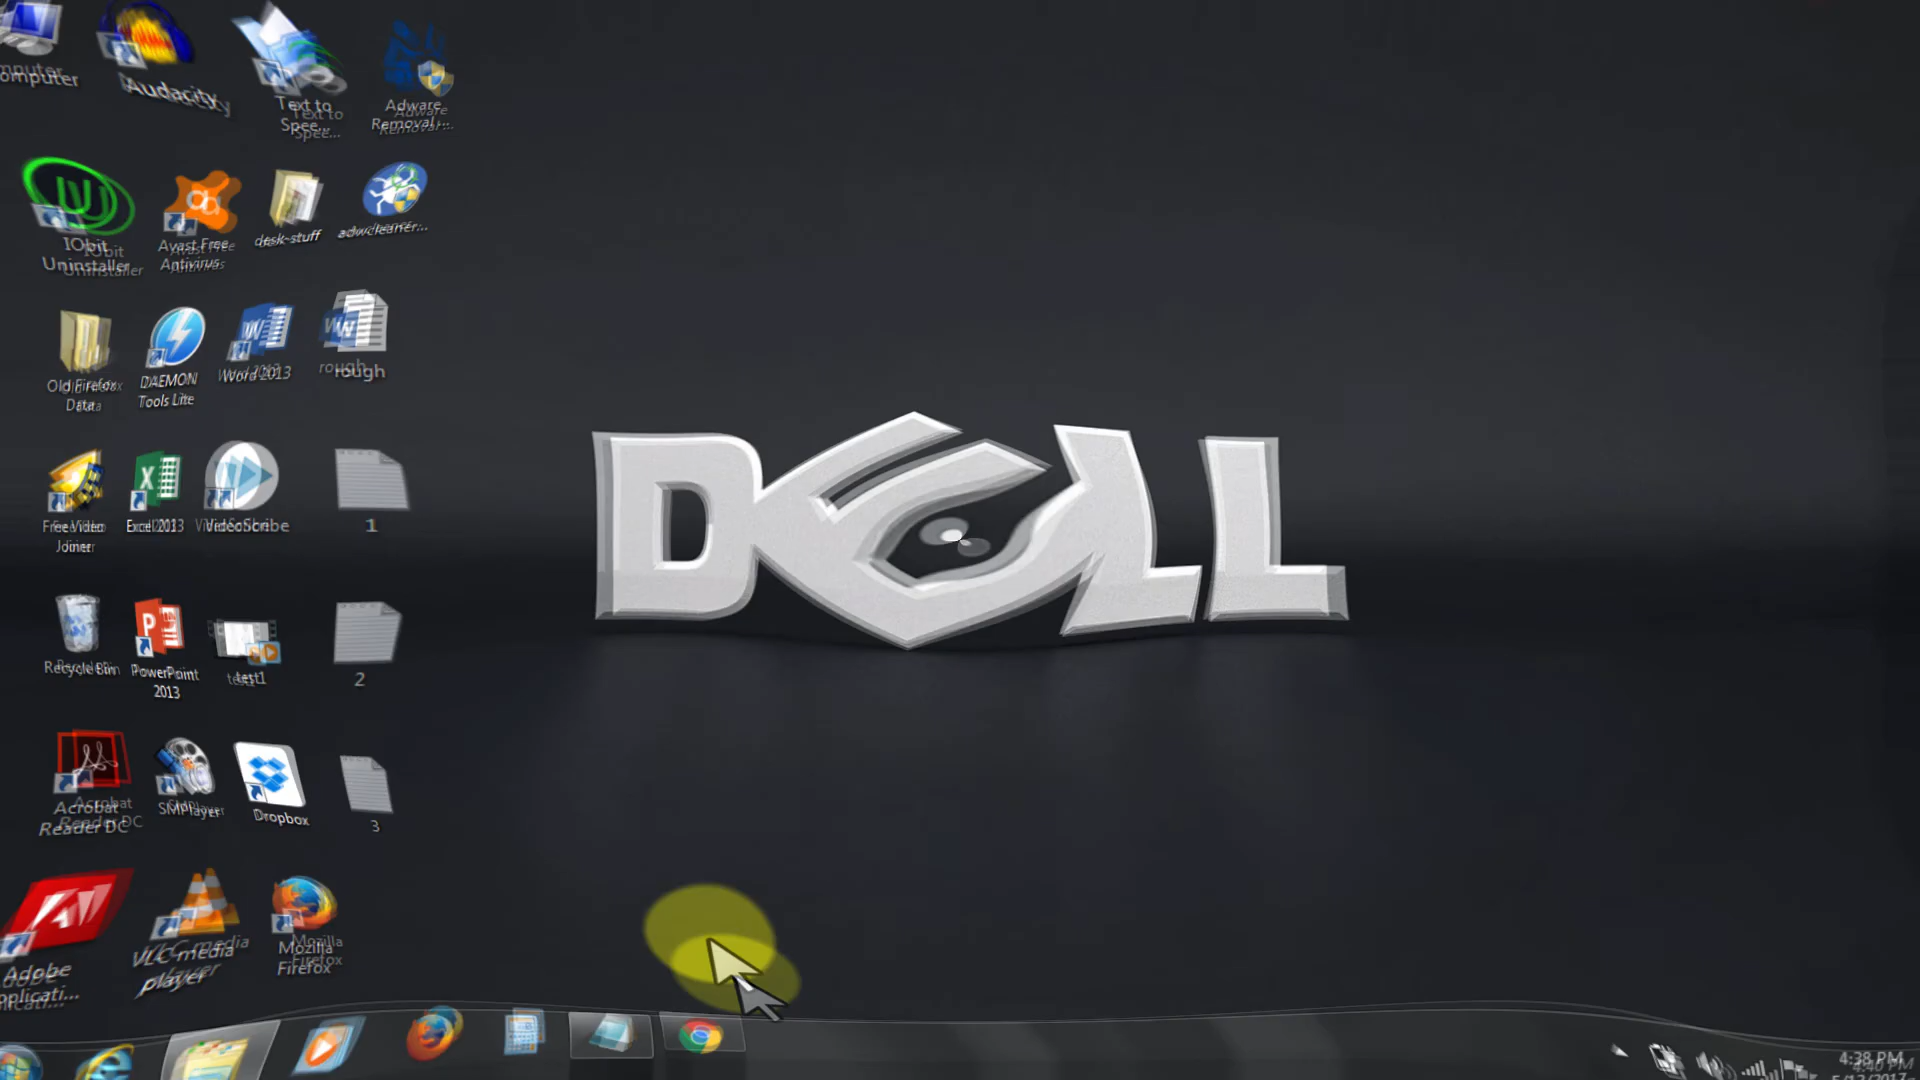 Computer
Audacity
Text to
Spee...
Adware
Removal...
IObit
Uninstaller
Avast Free
Antivirus
desk-stuff
adwcleaner...
Old Firefox
Data
DAEMON
Tools Lite
Word 2013
rough
Free Video
Joiner
Excel 2013
VideoScribe
1
DELL
Recycle Bin
PowerPoint
2013
test1
2
Acrobat
Reader DC
SMPlayer
Dropbox
3
Adobe
VLC media
player
Mozilla
Firefox
4:38 PM